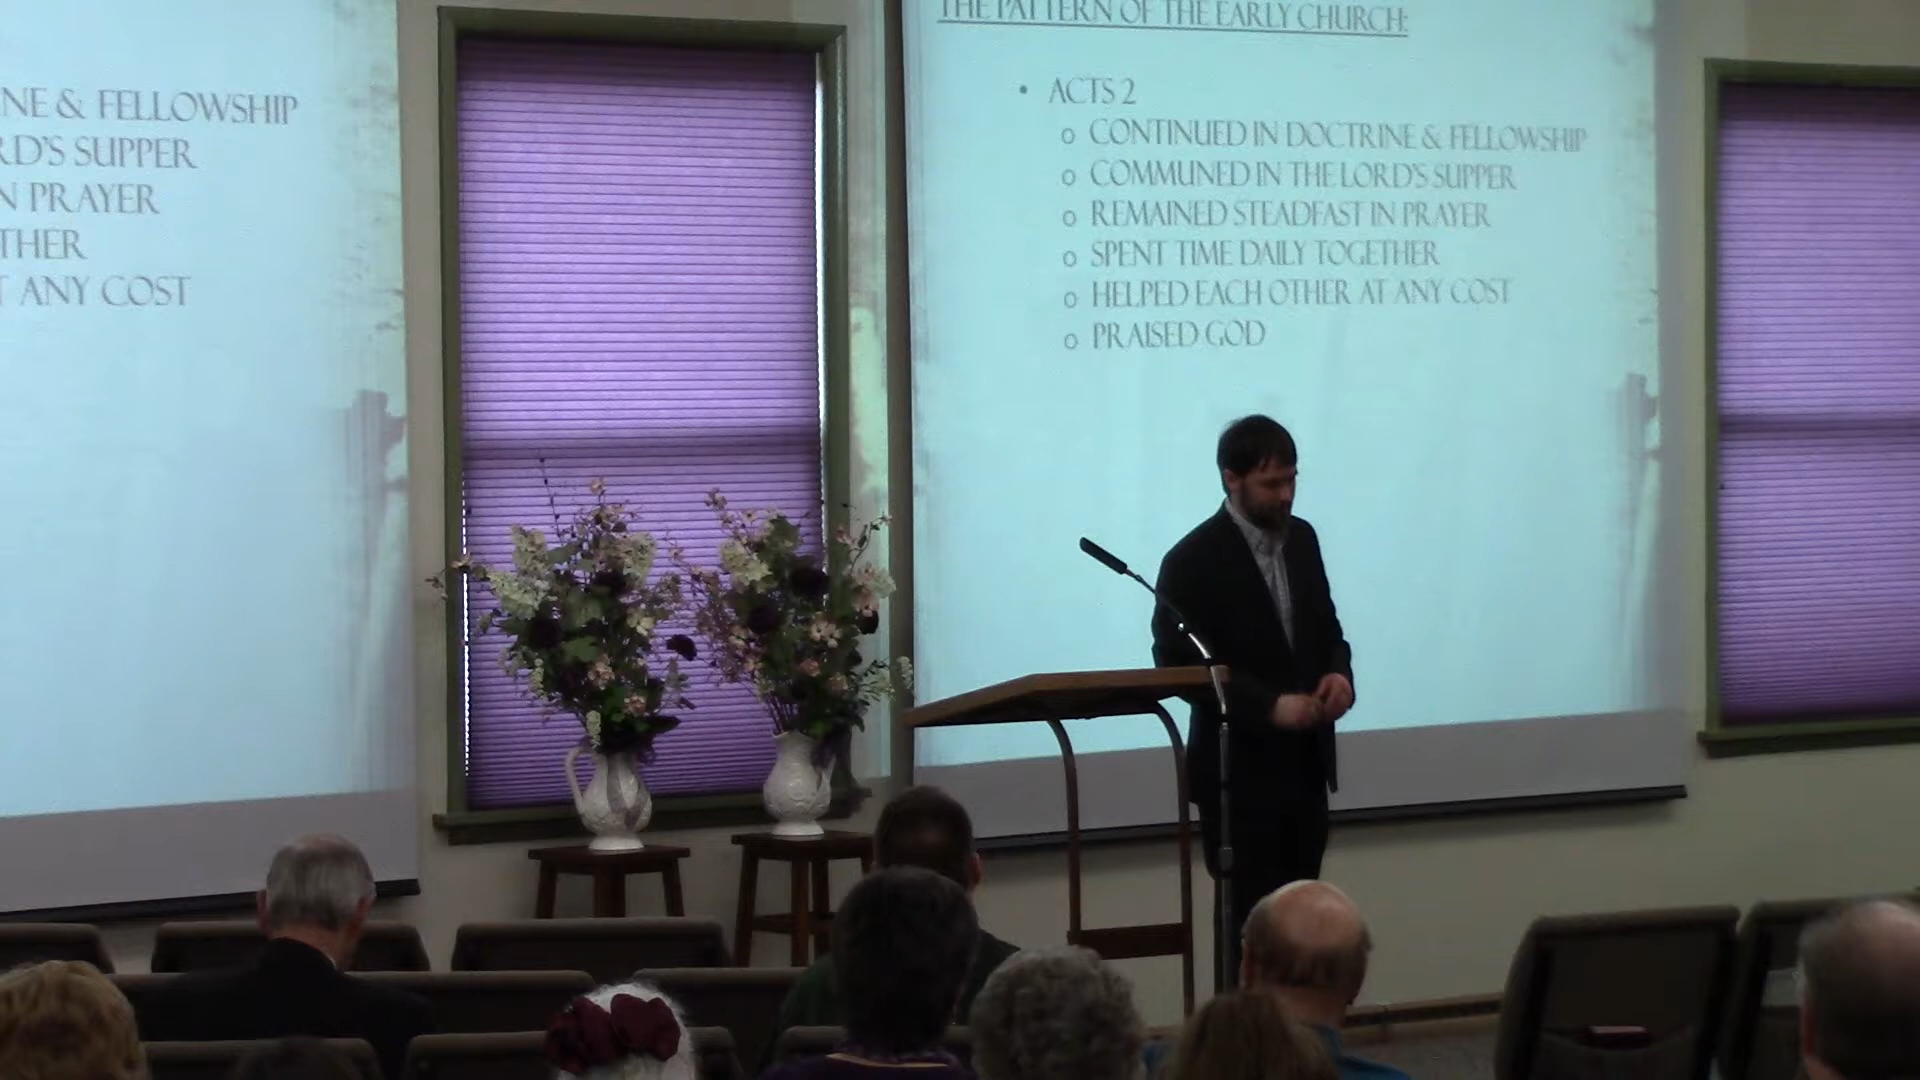 NE & FELLOWSHIP
RD'S SUPPER
N PRAYER
THER
T ANY COST
THE PATTERN OF THE EARLY CHURCH:
• ACTS 2
o CONTINUED IN DOCTRINE & FELLOWSHIP
o COMMUNED IN THE LORD'S SUPPER
o REMAINED STEADFAST IN PRAYER
o SPENT TIME DAILY TOGETHER
o HELPED EACH OTHER AT ANY COST
o PRAISED GOD